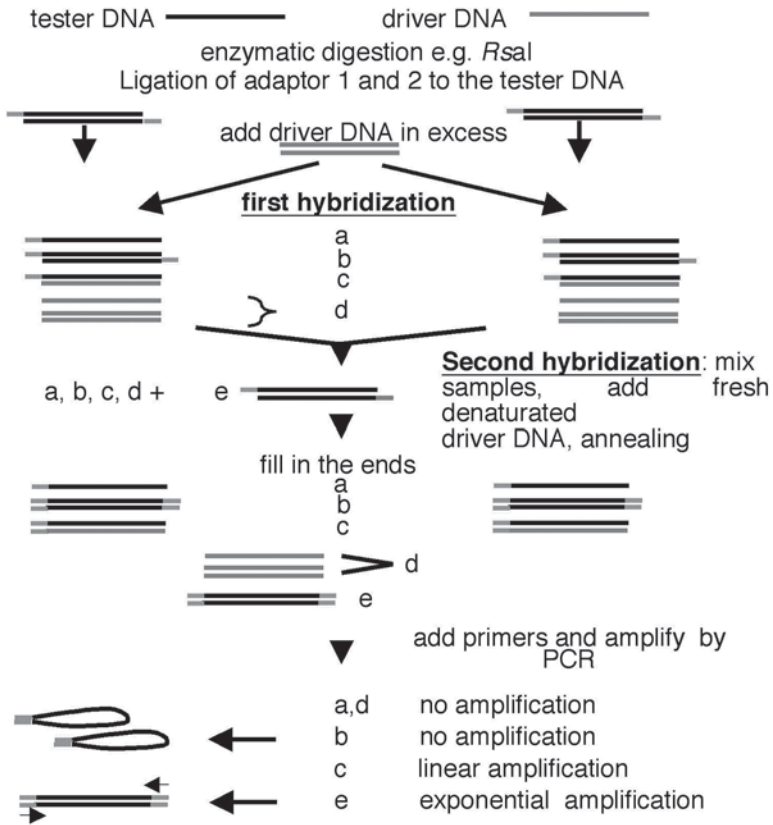 tester DNA driver DNA
enzymatic digestion e.g. RsaI
Ligation of adaptor 1 and 2 to the tester DNA
add driver DNA in excess
first hybridization
a
b
c
d
Second hybridization: mix
samples, add fresh
denaturated
driver DNA, annealing
a, b, c, d + e
fill in the ends
a
b
c
d
e
add primers and amplify by
PCR
a,d no amplification
b no amplification
c linear amplification
e exponential amplification